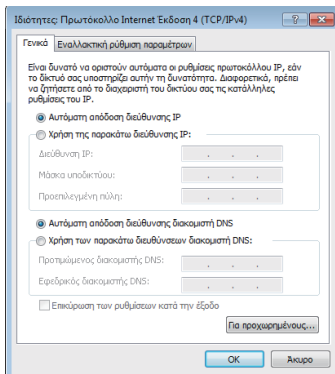 Ιδιότητες: Πρωτόκολλο Internet Έκδοση 4 (TCP/IPv4)
Γενικά Εναλλακτική ρύθμιση παραμέτρων
Είναι δυνατό να οριστούν αυτόματα οι ρυθμίσεις πρωτοκόλλου IP, εάν
το δίκτυό σας υποστηρίζει αυτήν τη δυνατότητα. Διαφορετικά, πρέπει
να ζητήσετε από το διαχειριστή του δικτύου σας τις κατάλληλες
ρυθμίσεις του IP.
Αυτόματη απόδοση διεύθυνσης IP
Χρήση της παρακάτω διεύθυνσης IP:
Διεύθυνση IP:
Μάσκα υποδικτύου:
Προεπιλεγμένη πύλη:
Αυτόματη απόδοση διεύθυνσης διακομιστή DNS
Χρήση των παρακάτω διευθύνσεων διακομιστή DNS:
Προτιμώμενος διακομιστής DNS:
Εφεδρικός διακομιστής DNS:
Επικύρωση των ρυθμίσεων κατά την έξοδο
Για προχωρημένους...
OK Άκυρο